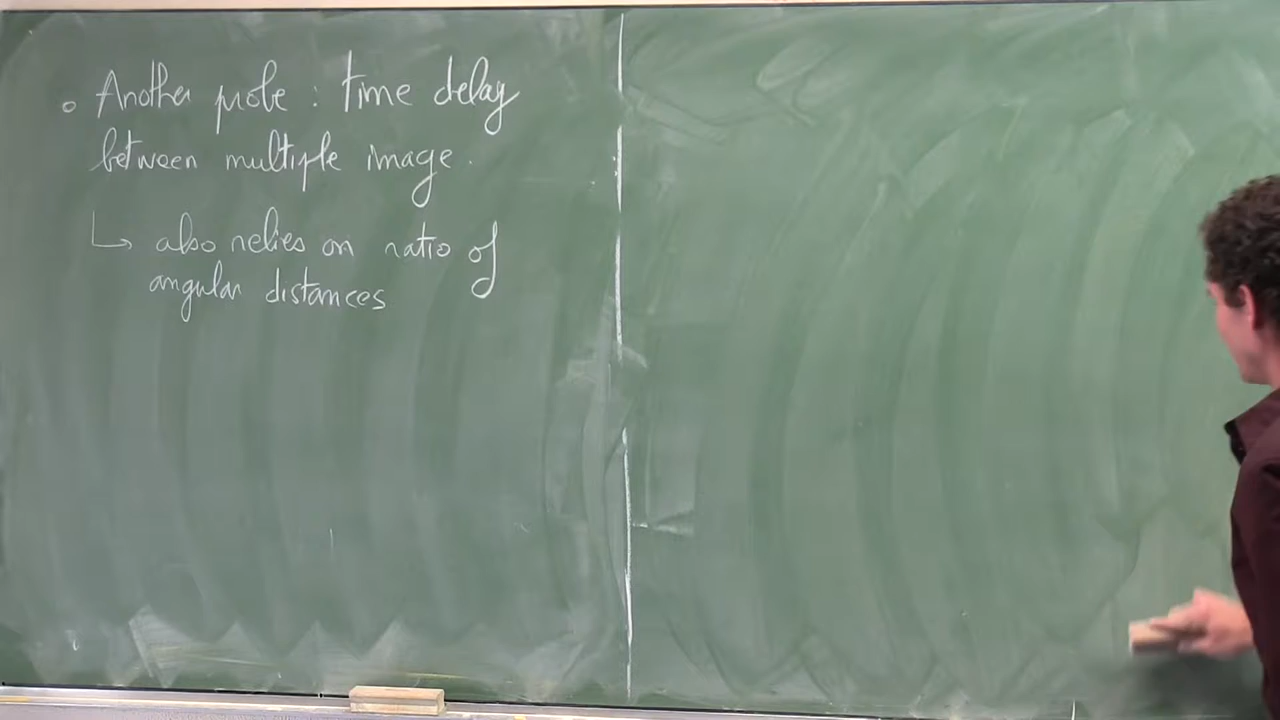 • Another probe : time delay
between multiple image.
↳ also relies on ratio of
angular distances